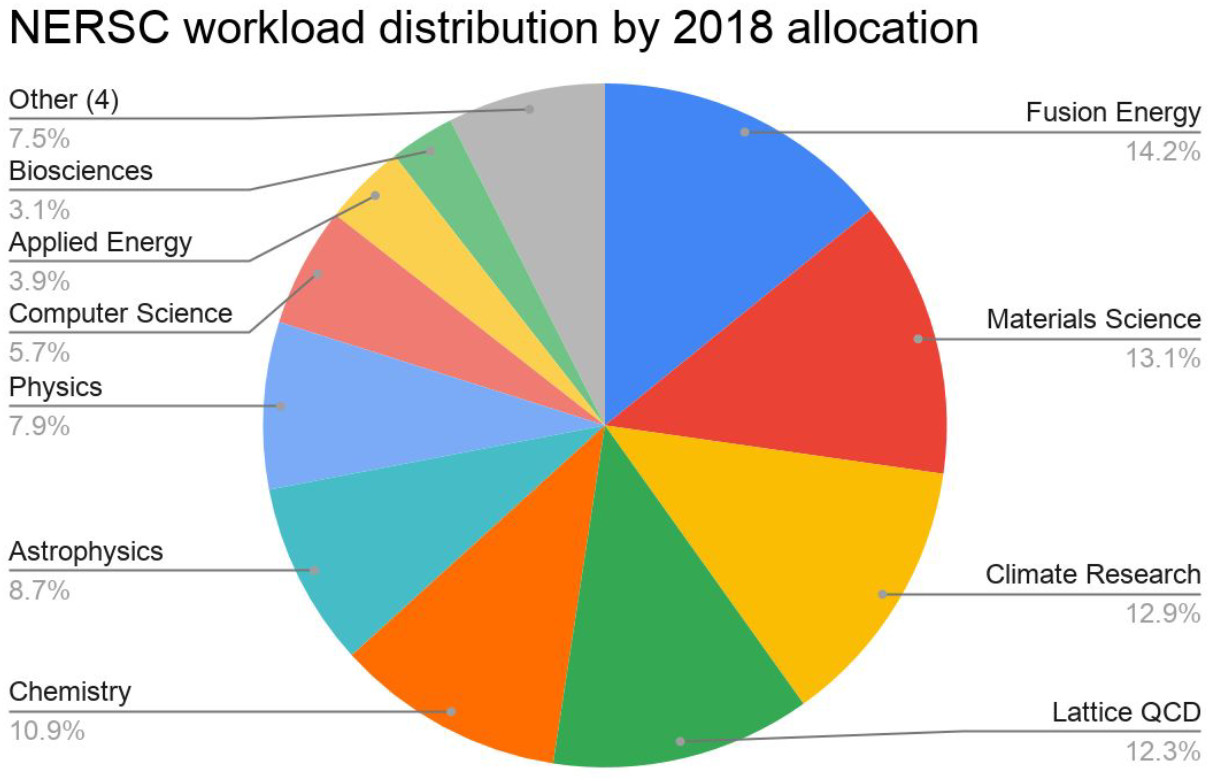 NERSC workload distribution by 2018 allocation
Other (4)
7.5%
Biosciences
3.1%
Applied Energy
3.9%
Computer Science
5.7%
Physics
7.9%
Astrophysics
8.7%
Chemistry
10.9%
Fusion Energy
14.2%
Materials Science
13.1%
Climate Research
12.9%
Lattice QCD
12.3%